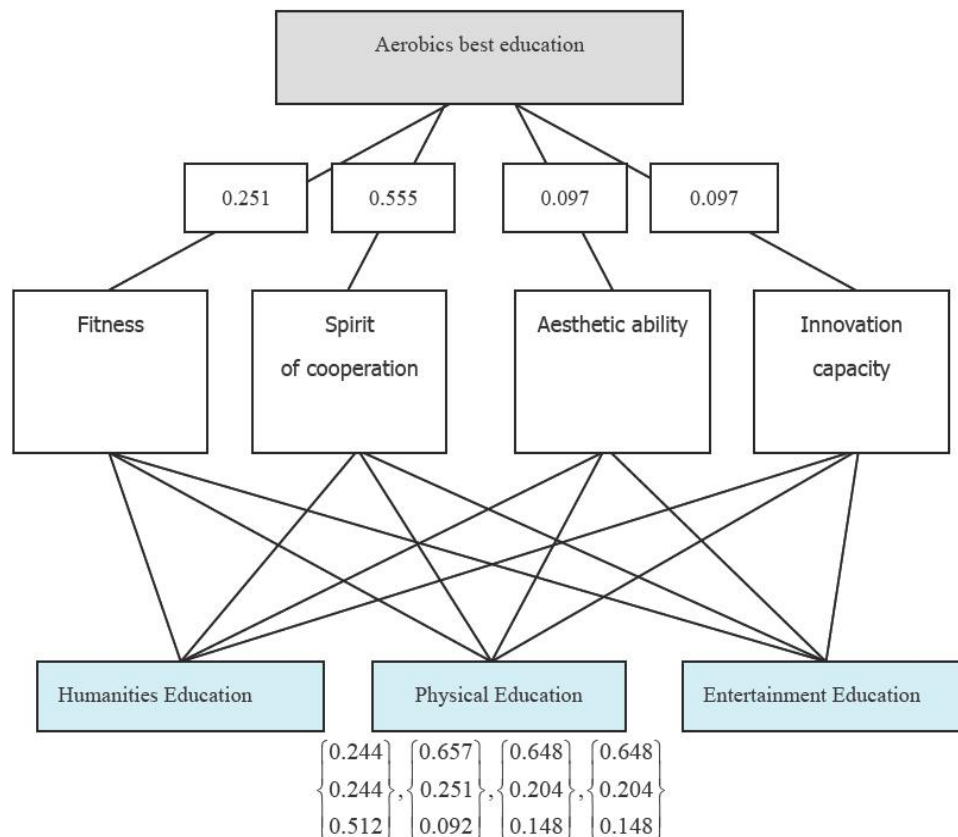 Aerobics best education
0.251 0.555 0.097 0.097
Fitness
Spirit
of cooperation
Aesthetic ability
Innovation
capacity
Humanities Education Physical Education Entertainment Education
{0.244} {0.657} {0.648} {0.648}
{0.244}, {0.251}, {0.204}, {0.204}
{0.512} {0.092} {0.148} {0.148}